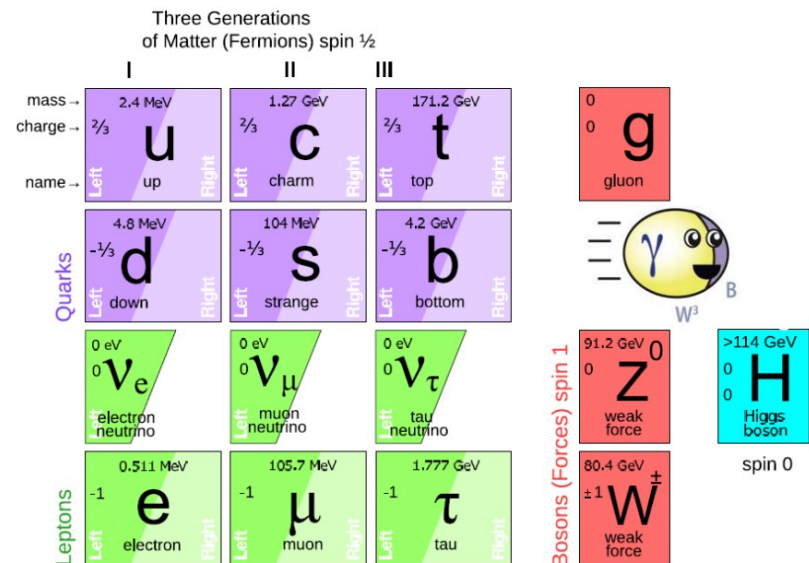 Three Generations
of Matter (Fermions) spin ½
I
II
III
mass→
charge→
name→
2.4 MeV
⅔
u
Left
up
Right
1.27 GeV
⅔
c
Left
charm
Right
171.2 GeV
⅔
t
Left
top
Right
0
0
g
gluon
Quarks
4.8 MeV
-⅓
d
Left
down
Right
104 MeV
-⅓
s
Left
strange
Right
4.2 GeV
-⅓
b
Left
bottom
Right
γ
B
W³
0 eV
0
νe
Left
electron
neutrino
0 eV
0
νμ
Left
muon
neutrino
0 eV
0
ντ
Left
tau
neutrino
Bosons (Forces) spin 1
91.2 GeV
0
Z⁰
weak
force
>114 GeV
0
0
H
Higgs
boson
spin 0
Leptons
0.511 MeV
-1
e
Left
electron
Right
105.7 MeV
-1
μ
Left
muon
Right
1.777 GeV
-1
τ
Left
tau
Right
80.4 GeV
±1
W±
weak
force